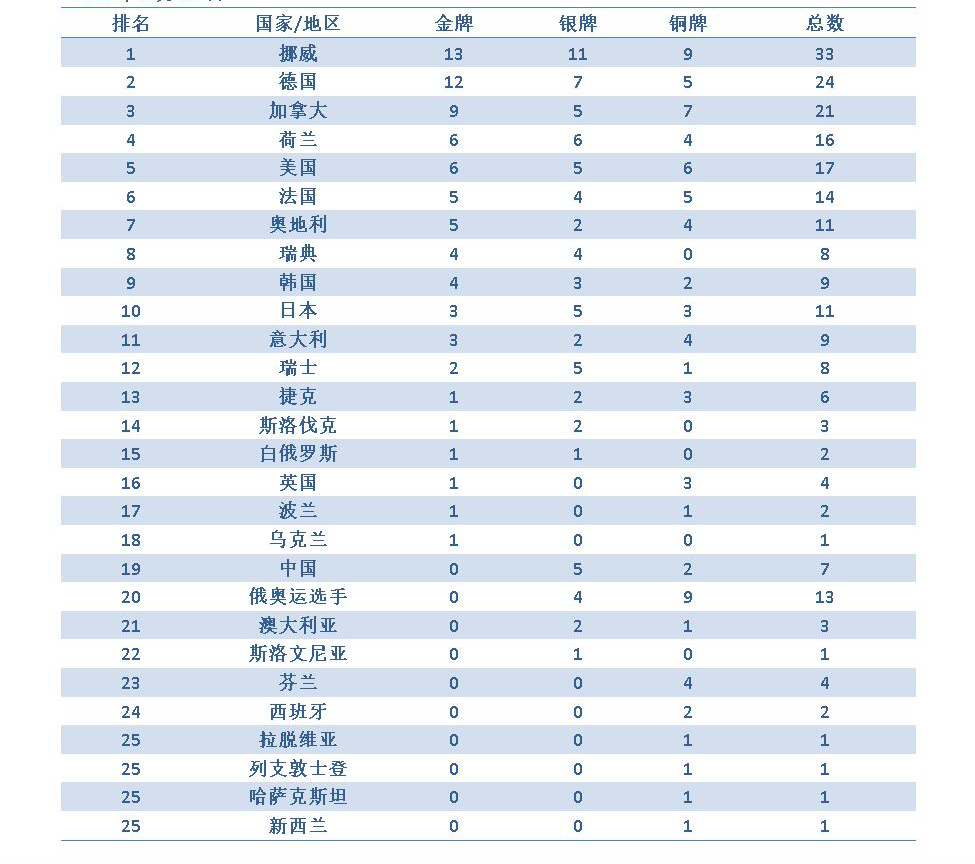 排名 国家/地区 金牌 银牌 铜牌 总数
1 挪威 13 11 9 33
2 德国 12 7 5 24
3 加拿大 9 5 7 21
4 荷兰 6 6 4 16
5 美国 6 5 6 17
6 法国 5 4 5 14
7 奥地利 5 2 4 11
8 瑞典 4 4 0 8
9 韩国 4 3 2 9
10 日本 3 5 3 11
11 意大利 3 2 4 9
12 瑞士 2 5 1 8
13 捷克 1 2 3 6
14 斯洛伐克 1 2 0 3
15 白俄罗斯 1 1 0 2
16 英国 1 0 3 4
17 波兰 1 0 1 2
18 乌克兰 1 0 0 1
19 中国 0 5 2 7
20 俄奥运选手 0 4 9 13
21 澳大利亚 0 2 1 3
22 斯洛文尼亚 0 1 0 1
23 芬兰 0 0 4 4
24 西班牙 0 0 2 2
25 拉脱维亚 0 0 1 1
25 列支敦士登 0 0 1 1
25 哈萨克斯坦 0 0 1 1
25 新西兰 0 0 1 1